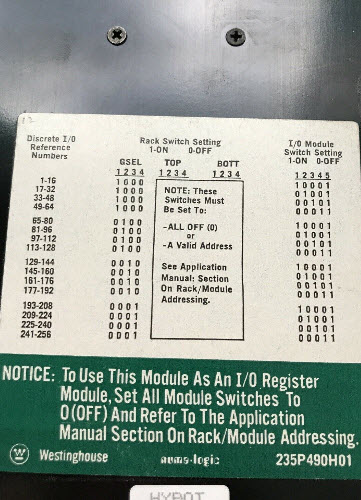 12
Discrete I/O Rack Switch Setting I/O Module
Reference 1-ON 0-OFF Switch Setting
Numbers GSEL TOP BOTT 1-ON 0-OFF
1234 1234 1234 12345
1-16 1000 10001
17-32 1000 01001
33-48 1000 00101
49-64 1000 00011
65-80 0100 10001
81-96 0100 01001
97-112 0100 00101
113-128 0100 00011
129-144 0010 10001
145-160 0010 01001
161-176 0010 00101
177-192 0010 00011
193-208 0001 10001
209-224 0001 01001
225-240 0001 00101
241-256 0001 00011
NOTE: These
Switches Must
Be Set To:
-ALL OFF (0)
or
-A Valid Address
See Application
Manual: Section
On Rack/Module
Addressing.
NOTICE: To Use This Module As An I/O Register
Module, Set All Module Switches To
0(OFF) And Refer To The Application
Manual Section On Rack/Module Addressing.
W Westinghouse numa-logic 235P490H01